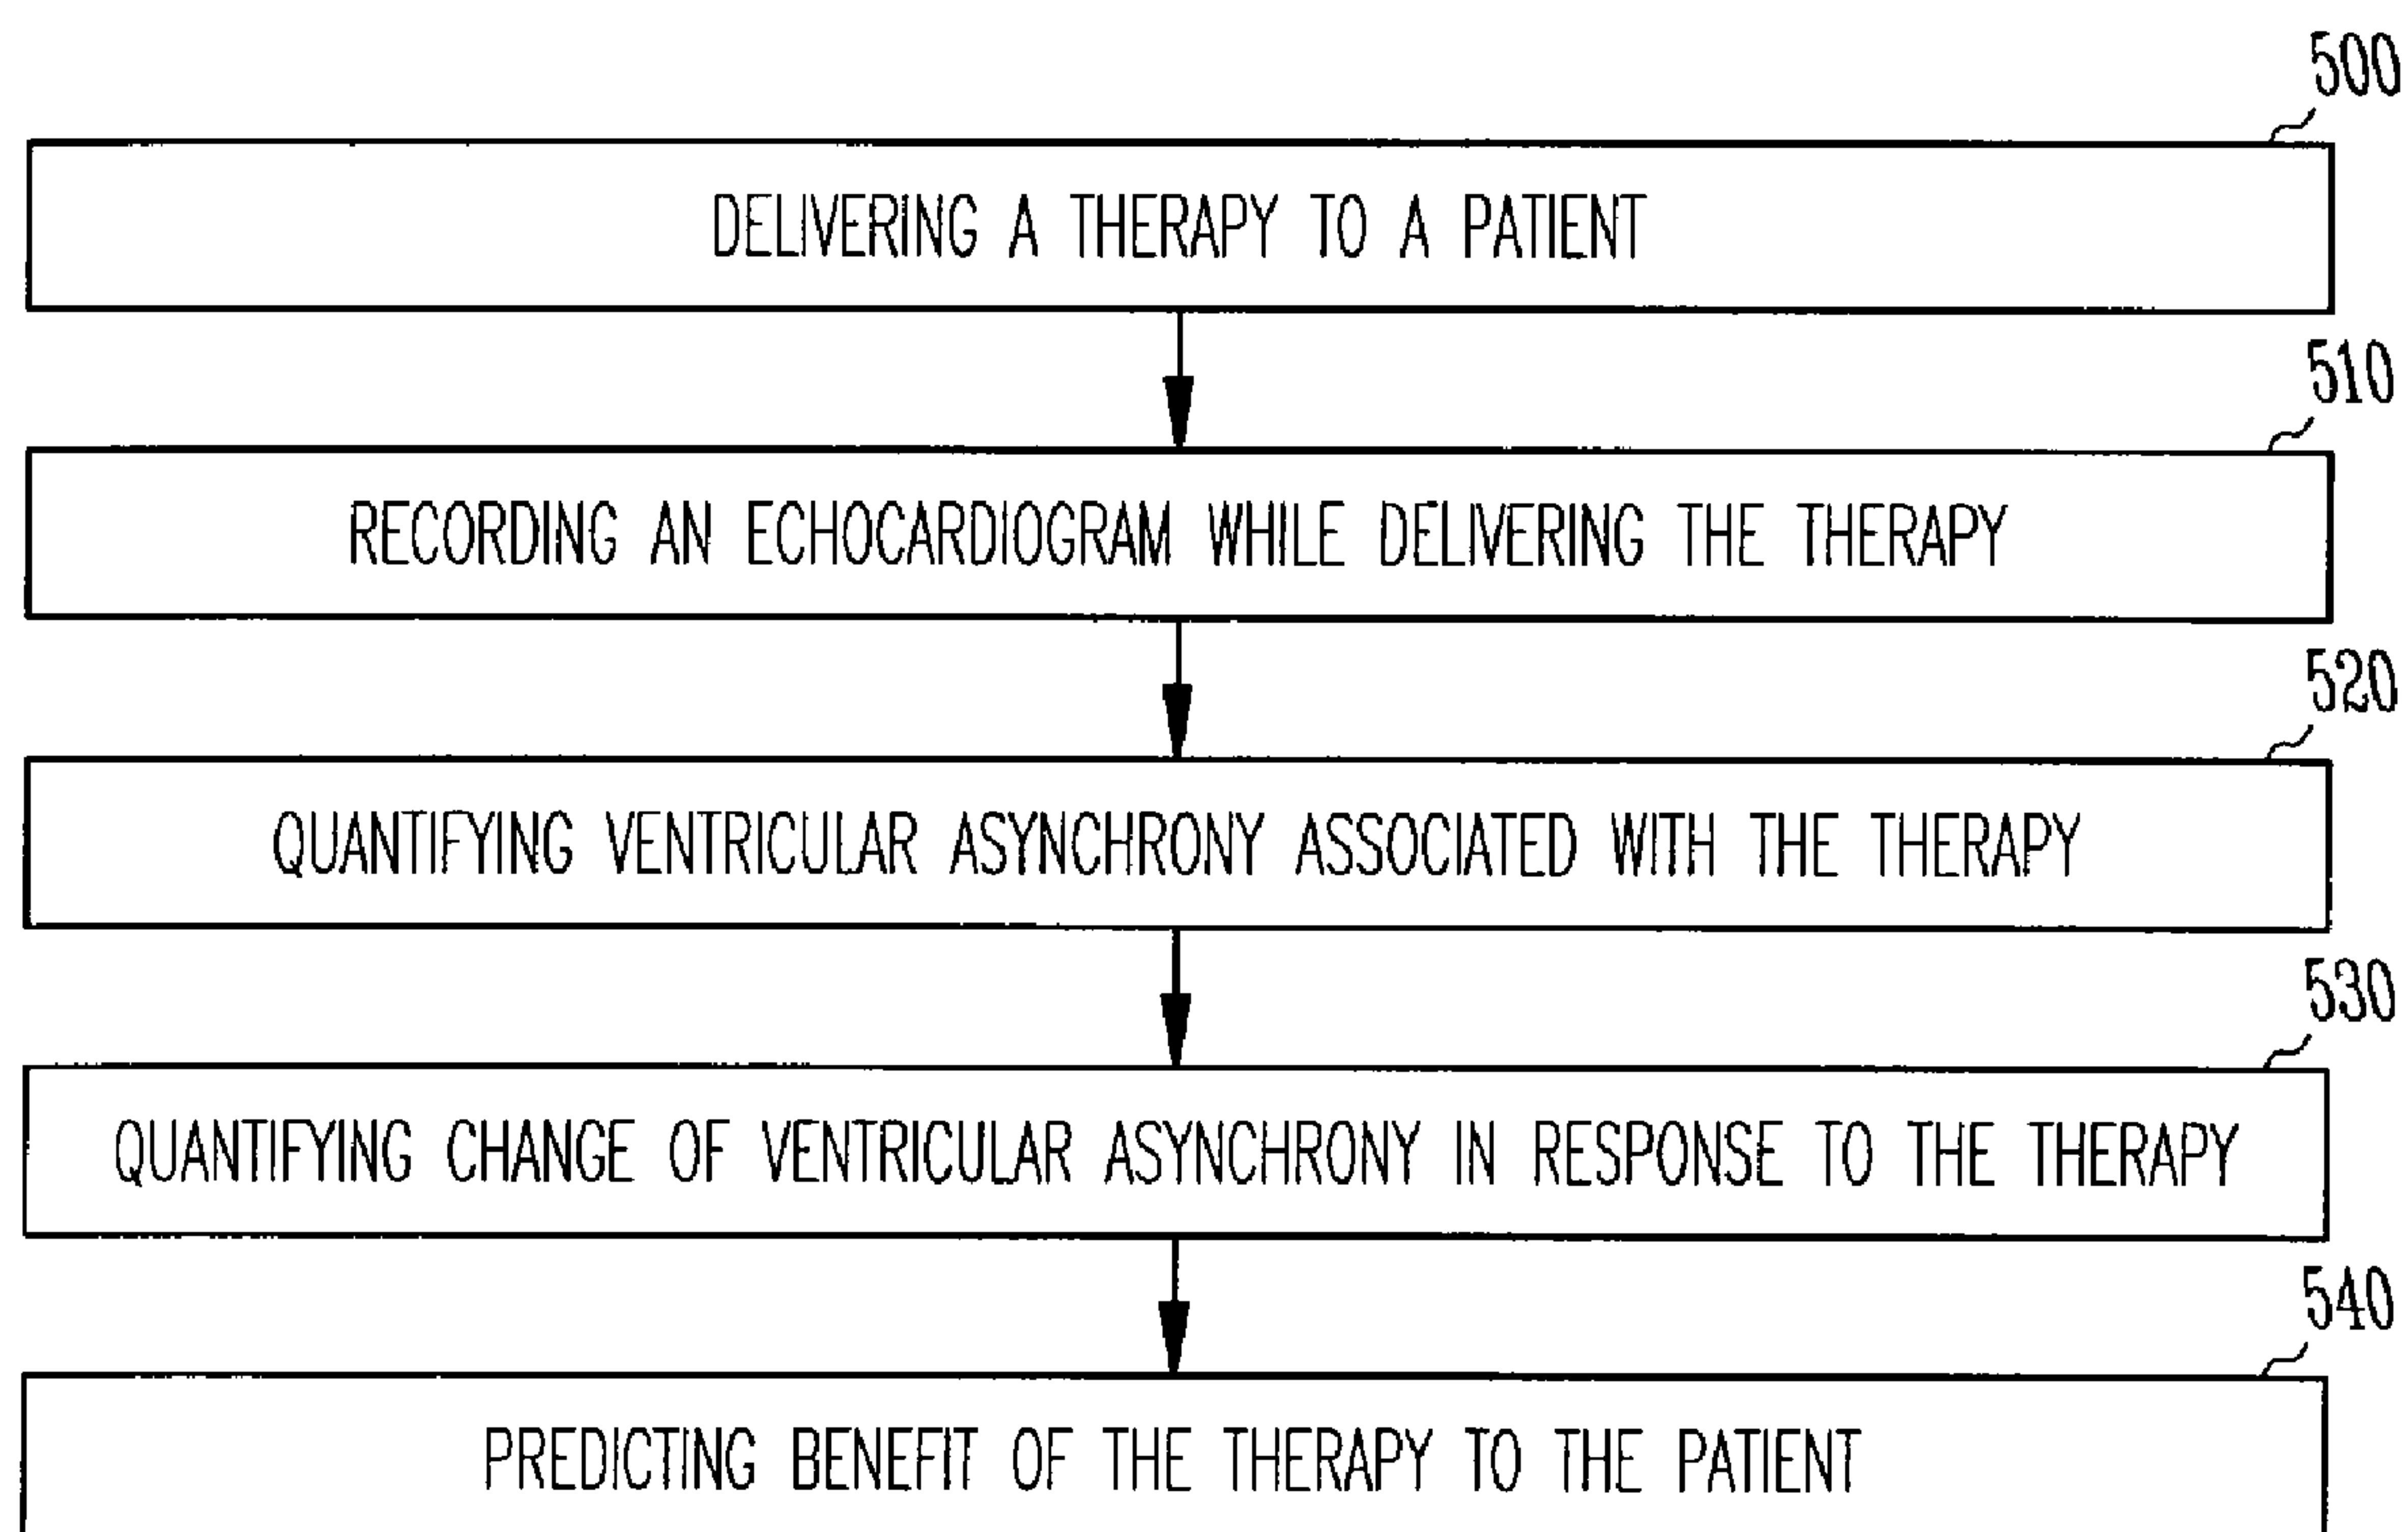 500
DELIVERING A THERAPY TO A PATIENT
510
RECORDING AN ECHOCARDIOGRAM WHILE DELIVERING THE THERAPY
520
QUANTIFYING VENTRICULAR ASYNCHRONY ASSOCIATED WITH THE THERAPY
530
QUANTIFYING CHANGE OF VENTRICULAR ASYNCHRONY IN RESPONSE TO THE THERAPY
540
PREDICTING BENEFIT OF THE THERAPY TO THE PATIENT